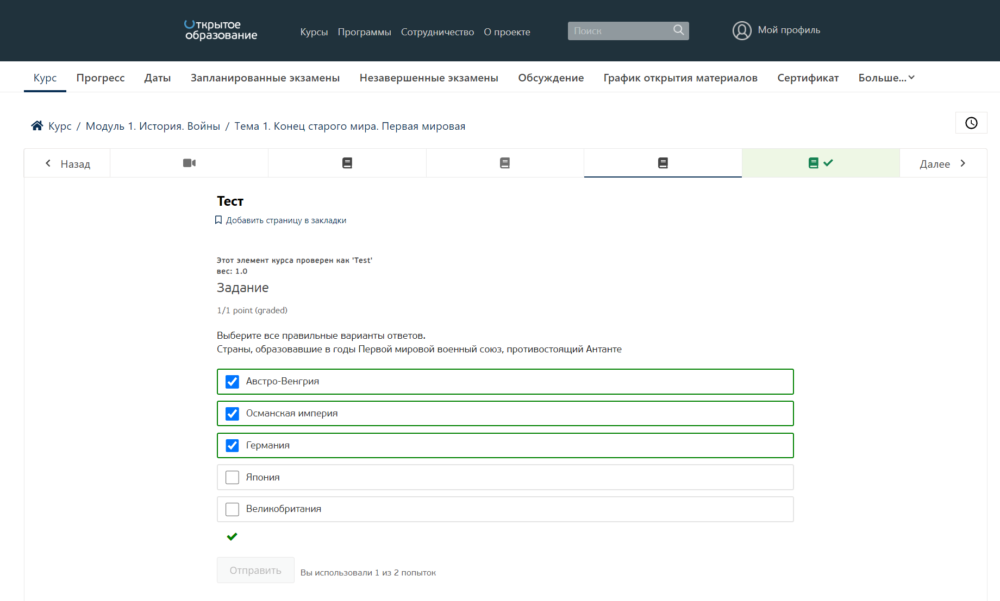 Открытое
образование
Курсы Программы Сотрудничество О проекте
Поиск
Мой профиль
Курс Прогресс Даты Запланированные экзамены Незавершенные экзамены Обсуждение График открытия материалов Сертификат Больше...
Курс / Модуль 1. История. Войны / Тема 1. Конец старого мира. Первая мировая
Назад
Далее
Тест
Добавить страницу в закладки
Этот элемент курса проверен как 'Test'
вес: 1.0
Задание
1/1 point (graded)
Выберите все правильные варианты ответов.
Страны, образовавшие в годы Первой мировой военный союз, противостоящий Антанте
Австро-Венгрия
Османская империя
Германия
Япония
Великобритания
Отправить
Вы использовали 1 из 2 попыток